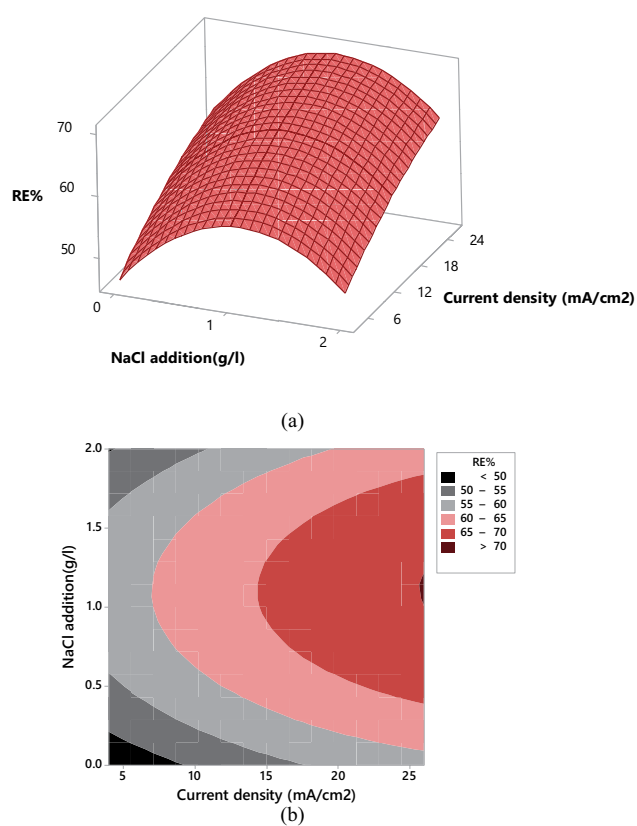 70
60
50
RE%
0
1
2
NaCl addition(g/l)
24
18
12
6
Current density (mA/cm2)
(a)
2.0
1.5
1.0
0.5
0.0
NaCl addition(g/l)
5
10
15
20
25
Current density (mA/cm2)
RE%
< 50
50 – 55
55 – 60
60 – 65
65 – 70
> 70
(b)